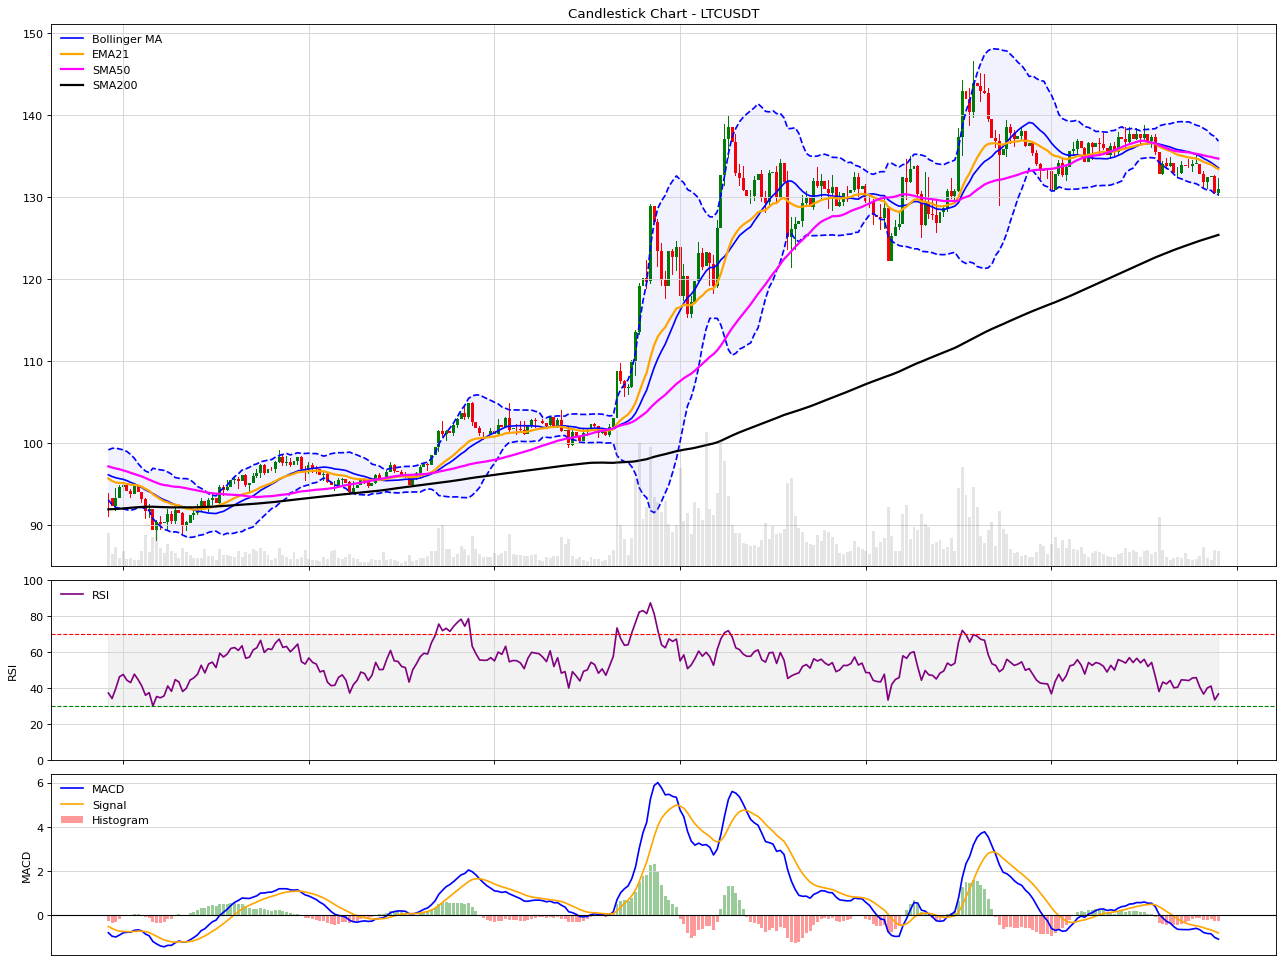 Candlestick Chart - LTCUSDT
150
140
130
120
110
100
90
Bollinger MA
EMA21
SMA50
SMA200
100
80
60
40
20
0
RSI
RSI
6
4
2
0
MACD
MACD
Signal
Histogram